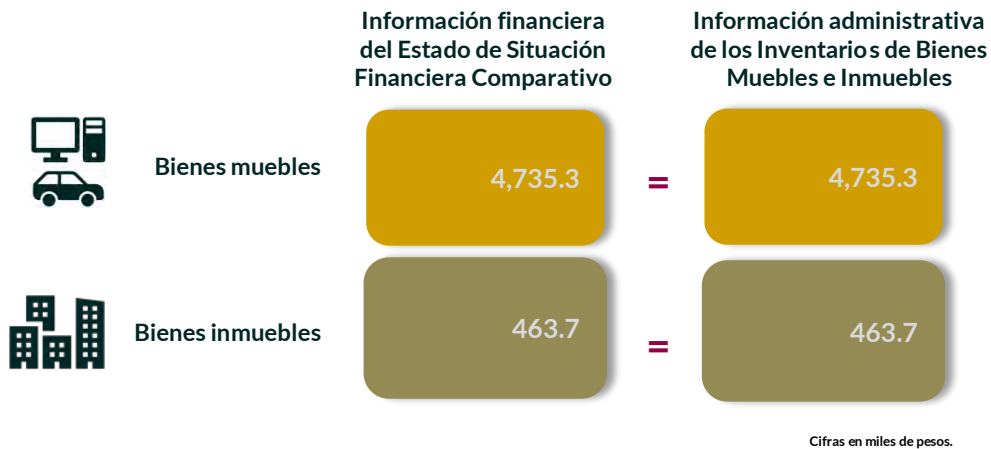 Información financiera
del Estado de Situación
Financiera Comparativo
Información administrativa
de los Inventarios de Bienes
Muebles e Inmuebles
Bienes muebles
4,735.3
=
4,735.3
Bienes inmuebles
463.7
=
463.7
Cifras en miles de pesos.